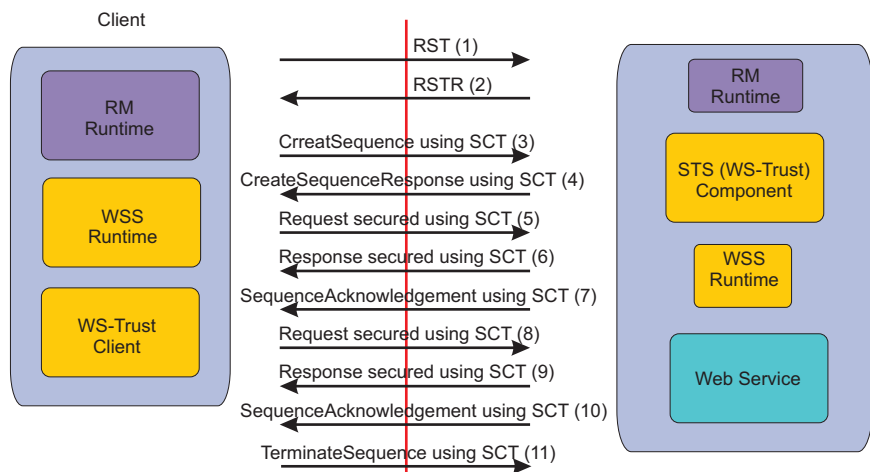 Client
RM
Runtime
WSS
Runtime
WS-Trust
Client
RST (1)
RSTR (2)
CrreatSequence using SCT (3)
CreateSequenceResponse using SCT (4)
Request secured using SCT (5)
Response secured using SCT (6)
SequenceAcknowledgement using SCT (7)
Request secured using SCT (8)
Response secured using SCT (9)
SequenceAcknowledgement using SCT (10)
TerminateSequence using SCT (11)
RM
Runtime
STS (WS-Trust)
Component
WSS
Runtime
Web Service